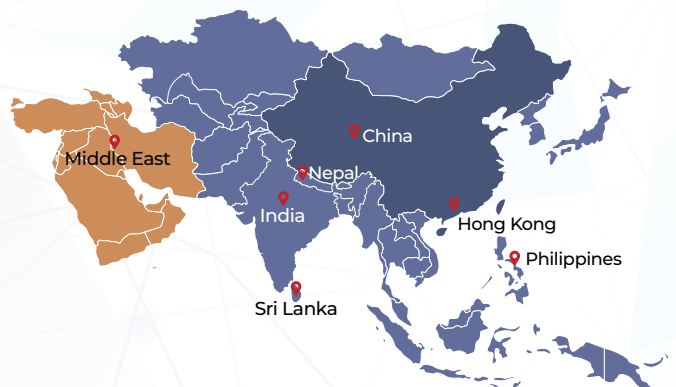 China
Middle East
Nepal
India
Hong Kong
Philippines
Sri Lanka